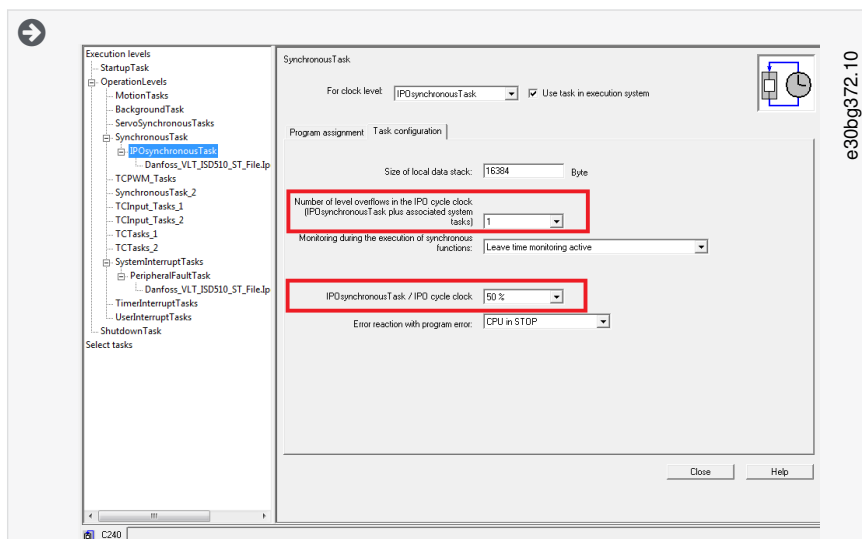 Execution levels
StartupTask
OperationLevels
MotionTasks
BackgroundTask
ServoSynchronousTasks
SynchronousTask
IPOsynchronousTask
Danfoss_VLT_ISD510_ST_File.Ip
TCPWM_Tasks
SynchronousTask_2
TCInput_Tasks_1
TCInput_Tasks_2
TCTasks_1
TCTasks_2
SystemInterruptTasks
PeripheralFaultTask
Danfoss_VLT_ISD510_ST_File.Ip
TimerInterruptTasks
UserInterruptTasks
ShutdownTask
Select tasks
SynchronousTask
For clock level: IPOsynchronousTask Use task in execution system
Program assignment Task configuration
Size of local data stack: 16384 Byte
Number of level overflows in the IPO cycle clock
(IPOsynchronousTask plus associated system
tasks) 1
Monitoring during the execution of synchronous
functions: Leave time monitoring active
IPOsynchronousTask / IPO cycle clock 50 %
Error reaction with program error: CPU in STOP
Close Help
C240
e30bg372.10